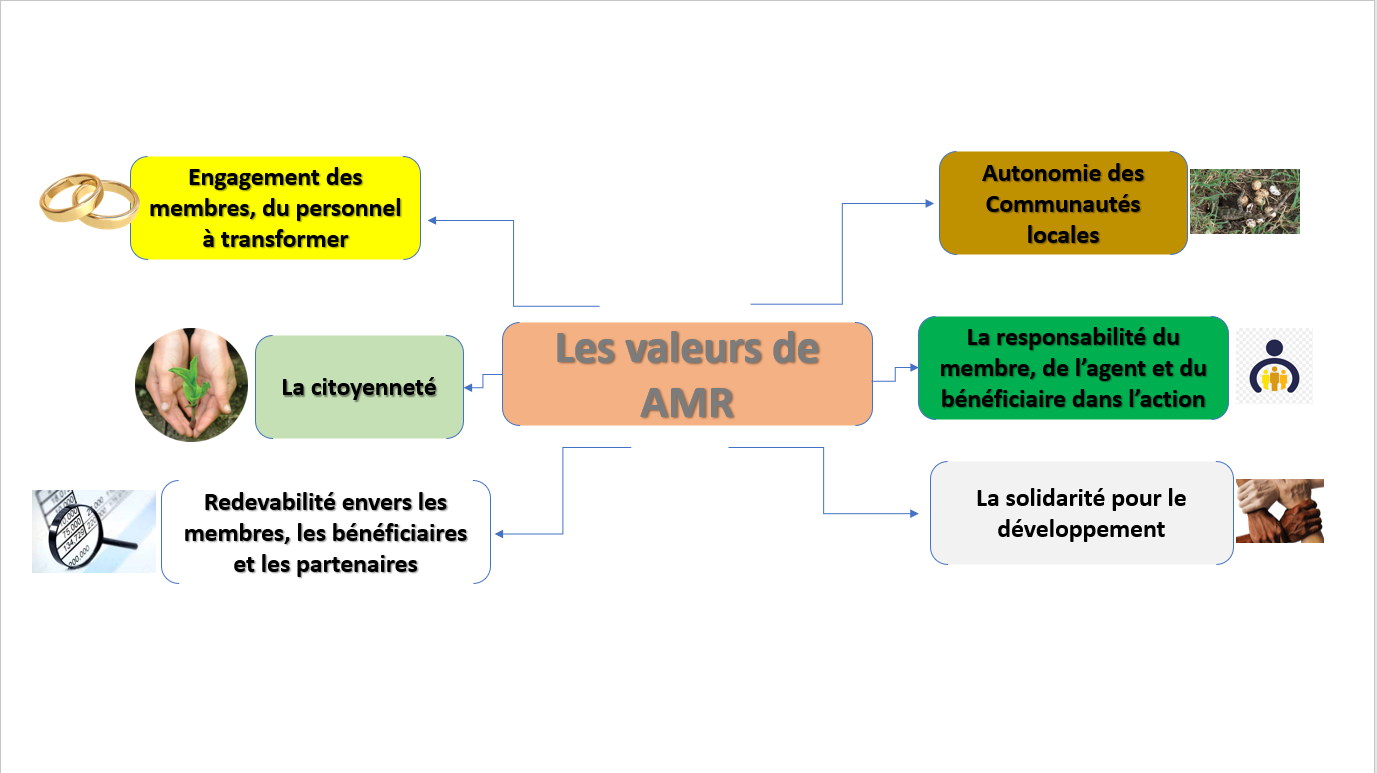 Engagement des
membres, du personnel
à transformer
Autonomie des
Communautés
locales
La citoyenneté
Les valeurs de
AMR
La responsabilité du
membre, de l’agent et du
bénéficiaire dans l’action
Redevabilité envers les
membres, les bénéficiaires
et les partenaires
La solidarité pour le
développement